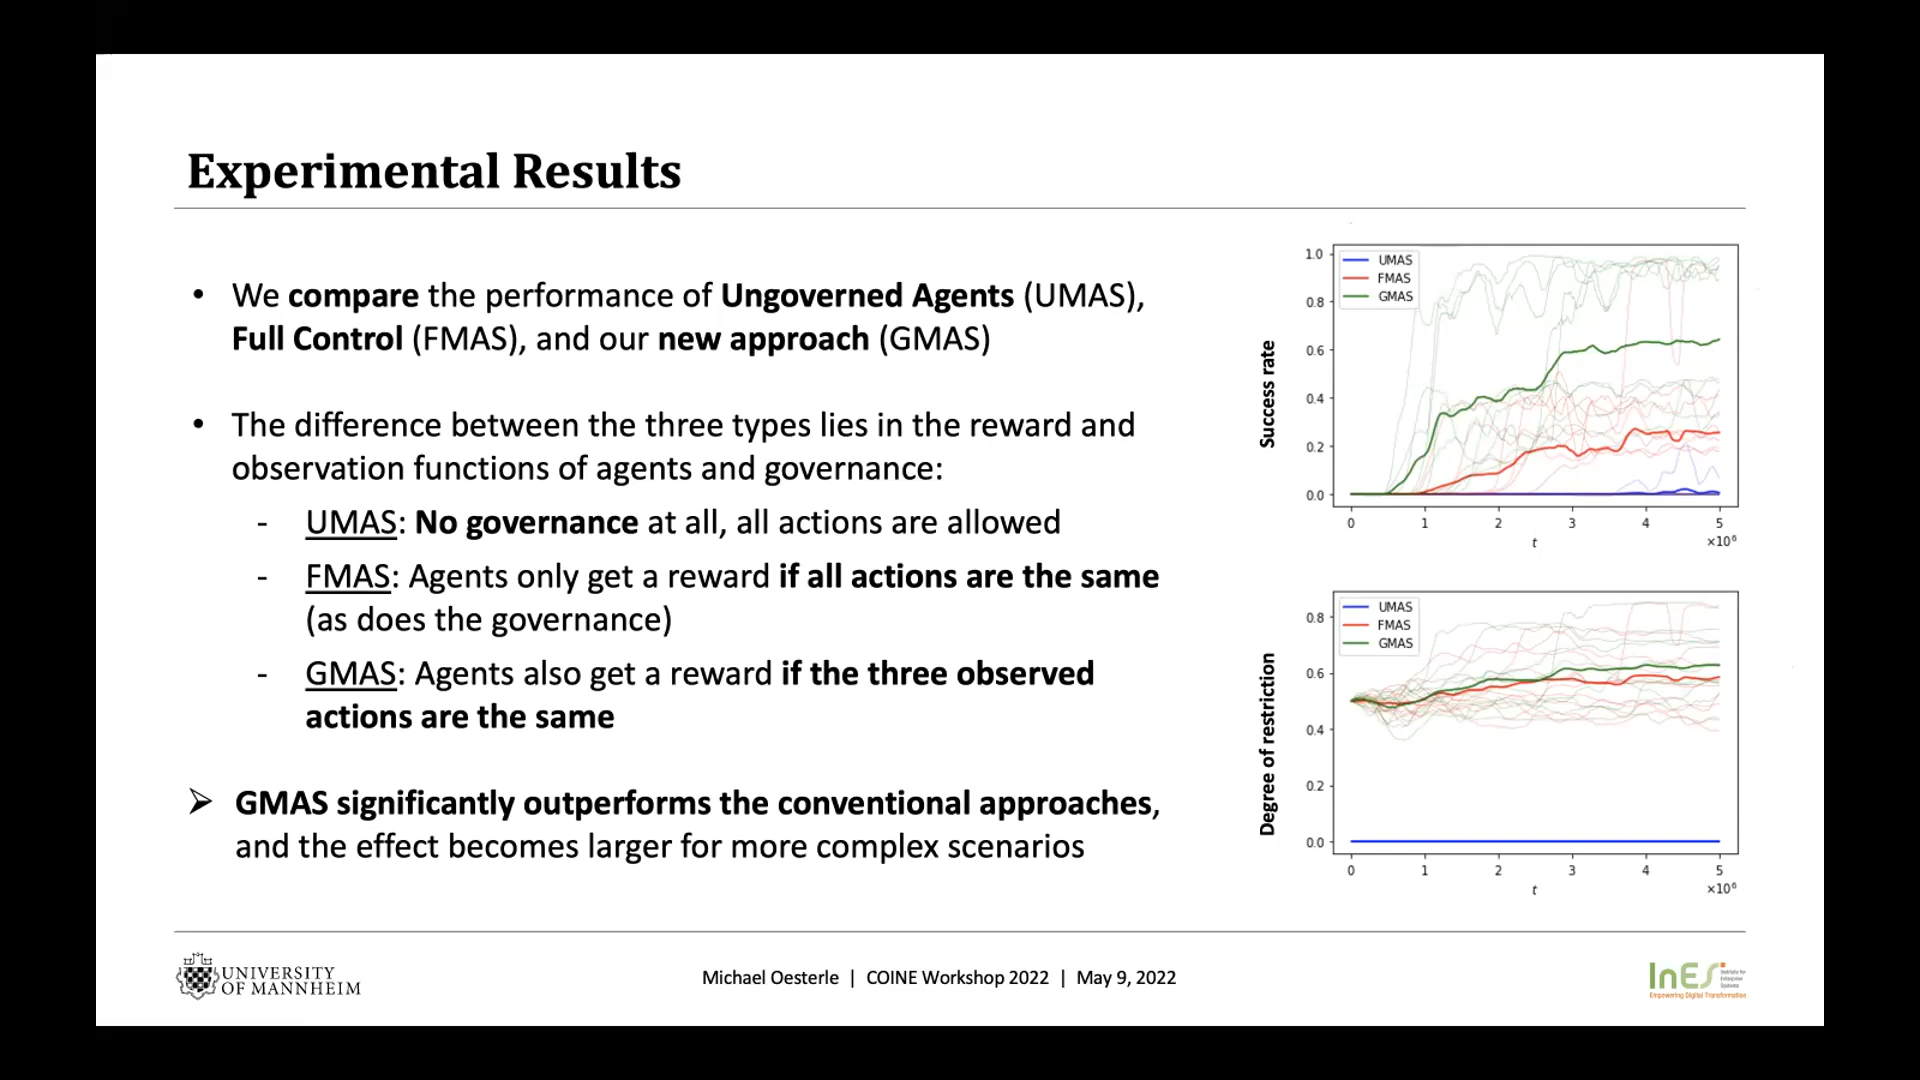 Experimental Results
• We compare the performance of Ungoverned Agents (UMAS),
Full Control (FMAS), and our new approach (GMAS)
• The difference between the three types lies in the reward and
observation functions of agents and governance:
- UMAS: No governance at all, all actions are allowed
- FMAS: Agents only get a reward if all actions are the same
(as does the governance)
- GMAS: Agents also get a reward if the three observed
actions are the same
➢ GMAS significantly outperforms the conventional approaches,
and the effect becomes larger for more complex scenarios
Success rate
1.0
0.8
0.6
0.4
0.2
0.0
UMAS
FMAS
GMAS
0 1 2 3 4 5
t
×10⁶
Degree of restriction
0.8
0.6
0.4
0.2
0.0
UMAS
FMAS
GMAS
0 1 2 3 4 5
t
×10⁶
UNIVERSITY
OF MANNHEIM
Michael Oesterle | COINE Workshop 2022 | May 9, 2022
InES
Institute for
Enterprise
Systems
Empowering Digital Transformation